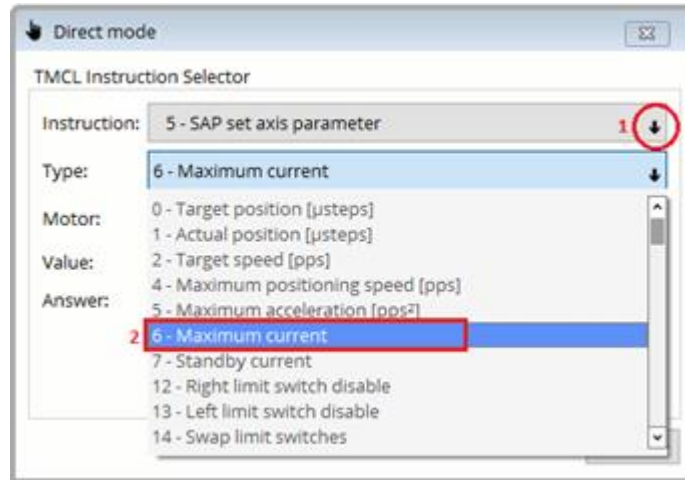 Direct mode
TMCL Instruction Selector
Instruction: 5 - SAP set axis parameter 1
Type: 6 - Maximum current
Motor:
Value:
Answer:
0 - Target position [µsteps]
1 - Actual position [µsteps]
2 - Target speed [pps]
4 - Maximum positioning speed [pps]
5 - Maximum acceleration [pps²]
2 6 - Maximum current
7 - Standby current
12 - Right limit switch disable
13 - Left limit switch disable
14 - Swap limit switches